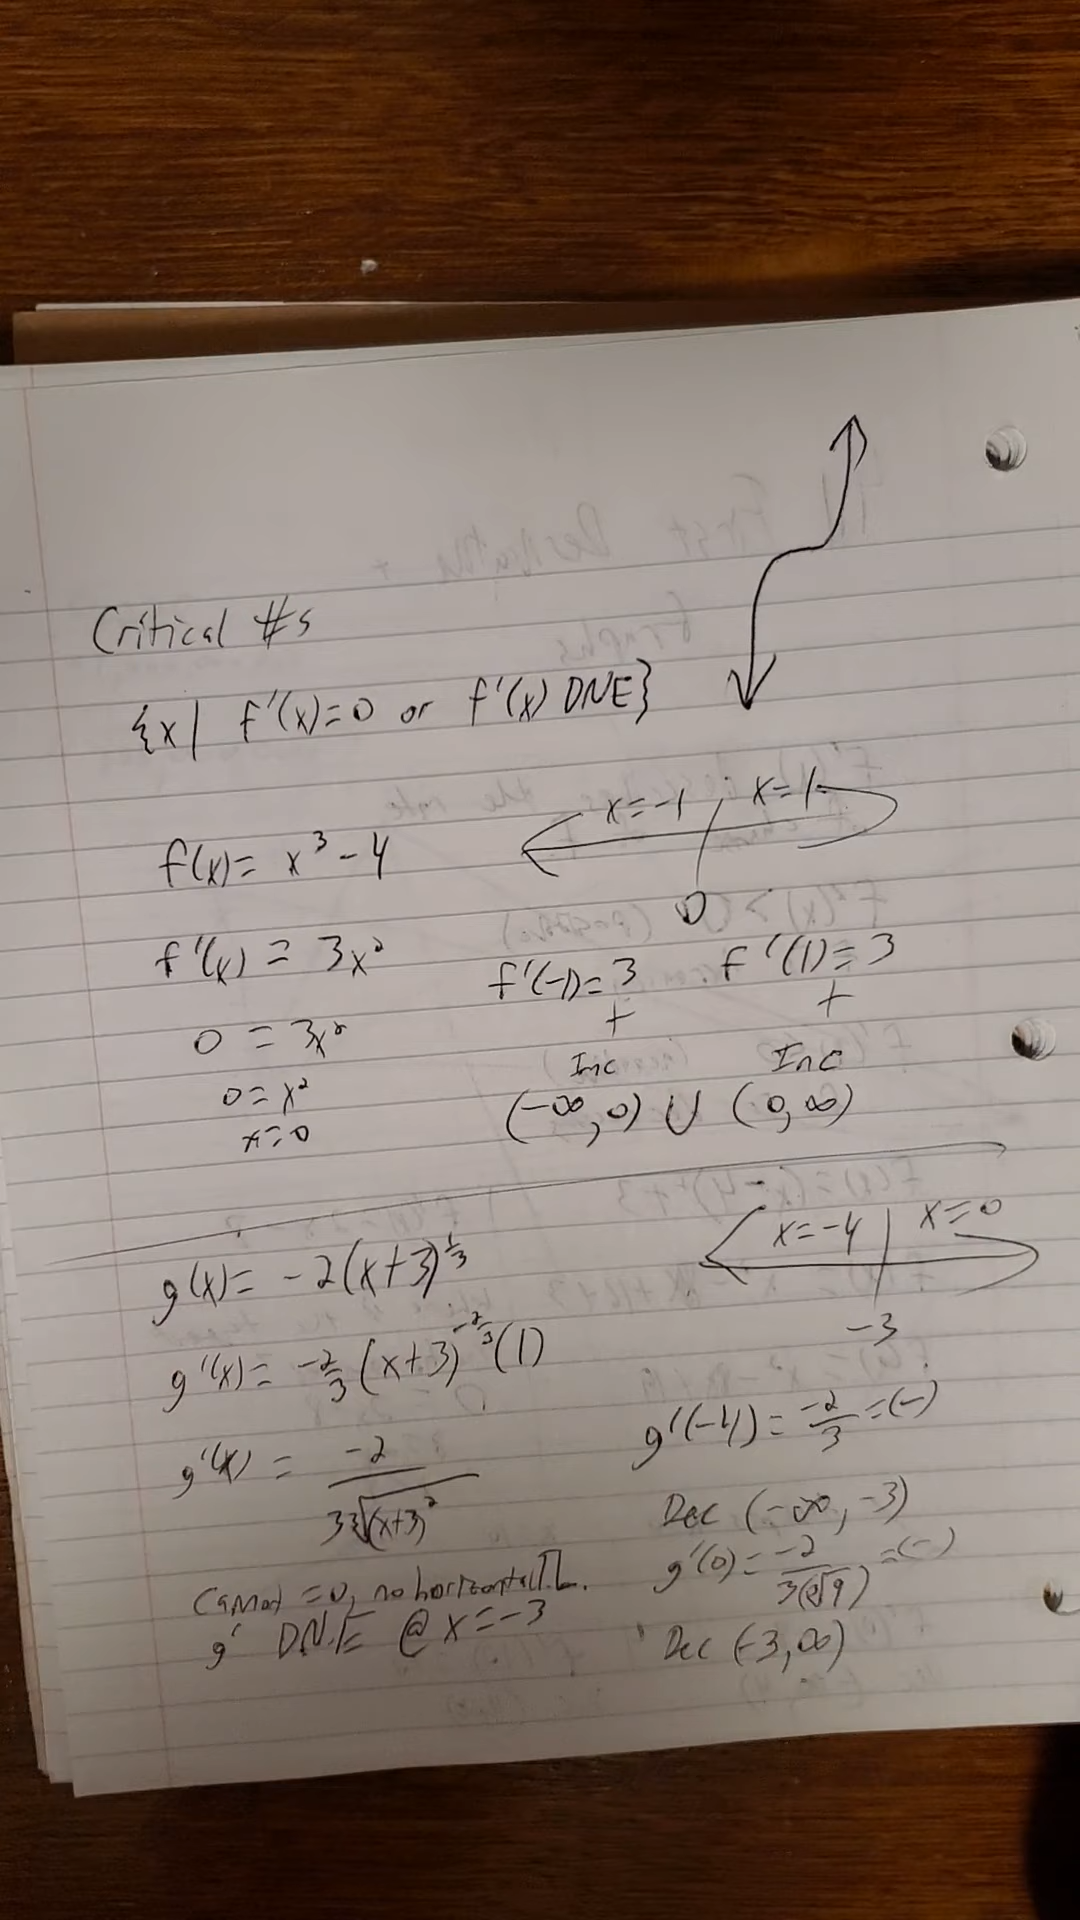 Critical #s
{x| f'(x)=0 or f'(x) DNE}
f(x)= x³ - 4
f'(x) = 3x²
0 = 3x²
0 = x²
x=0
x=-1 x=1
0
f'(-1)=3 f'(1)=3
+ +
Inc Inc
(-∞,0) ∪ (0,∞)
g(x)= -2(x+3)^1/3
g'(x)= -2/3 (x+3)^-2/3 (1)
g'(x) = -2/3∛(x+3)²
Cannot =0, no horizontal T.L.
g' DNE @ x=-3
x=-4 x=0
-3
g'(-4)= -2/3 =(-)
Dec (-∞,-3)
g'(0)= -2/3(∛9) =(-)
Dec (-3,∞)